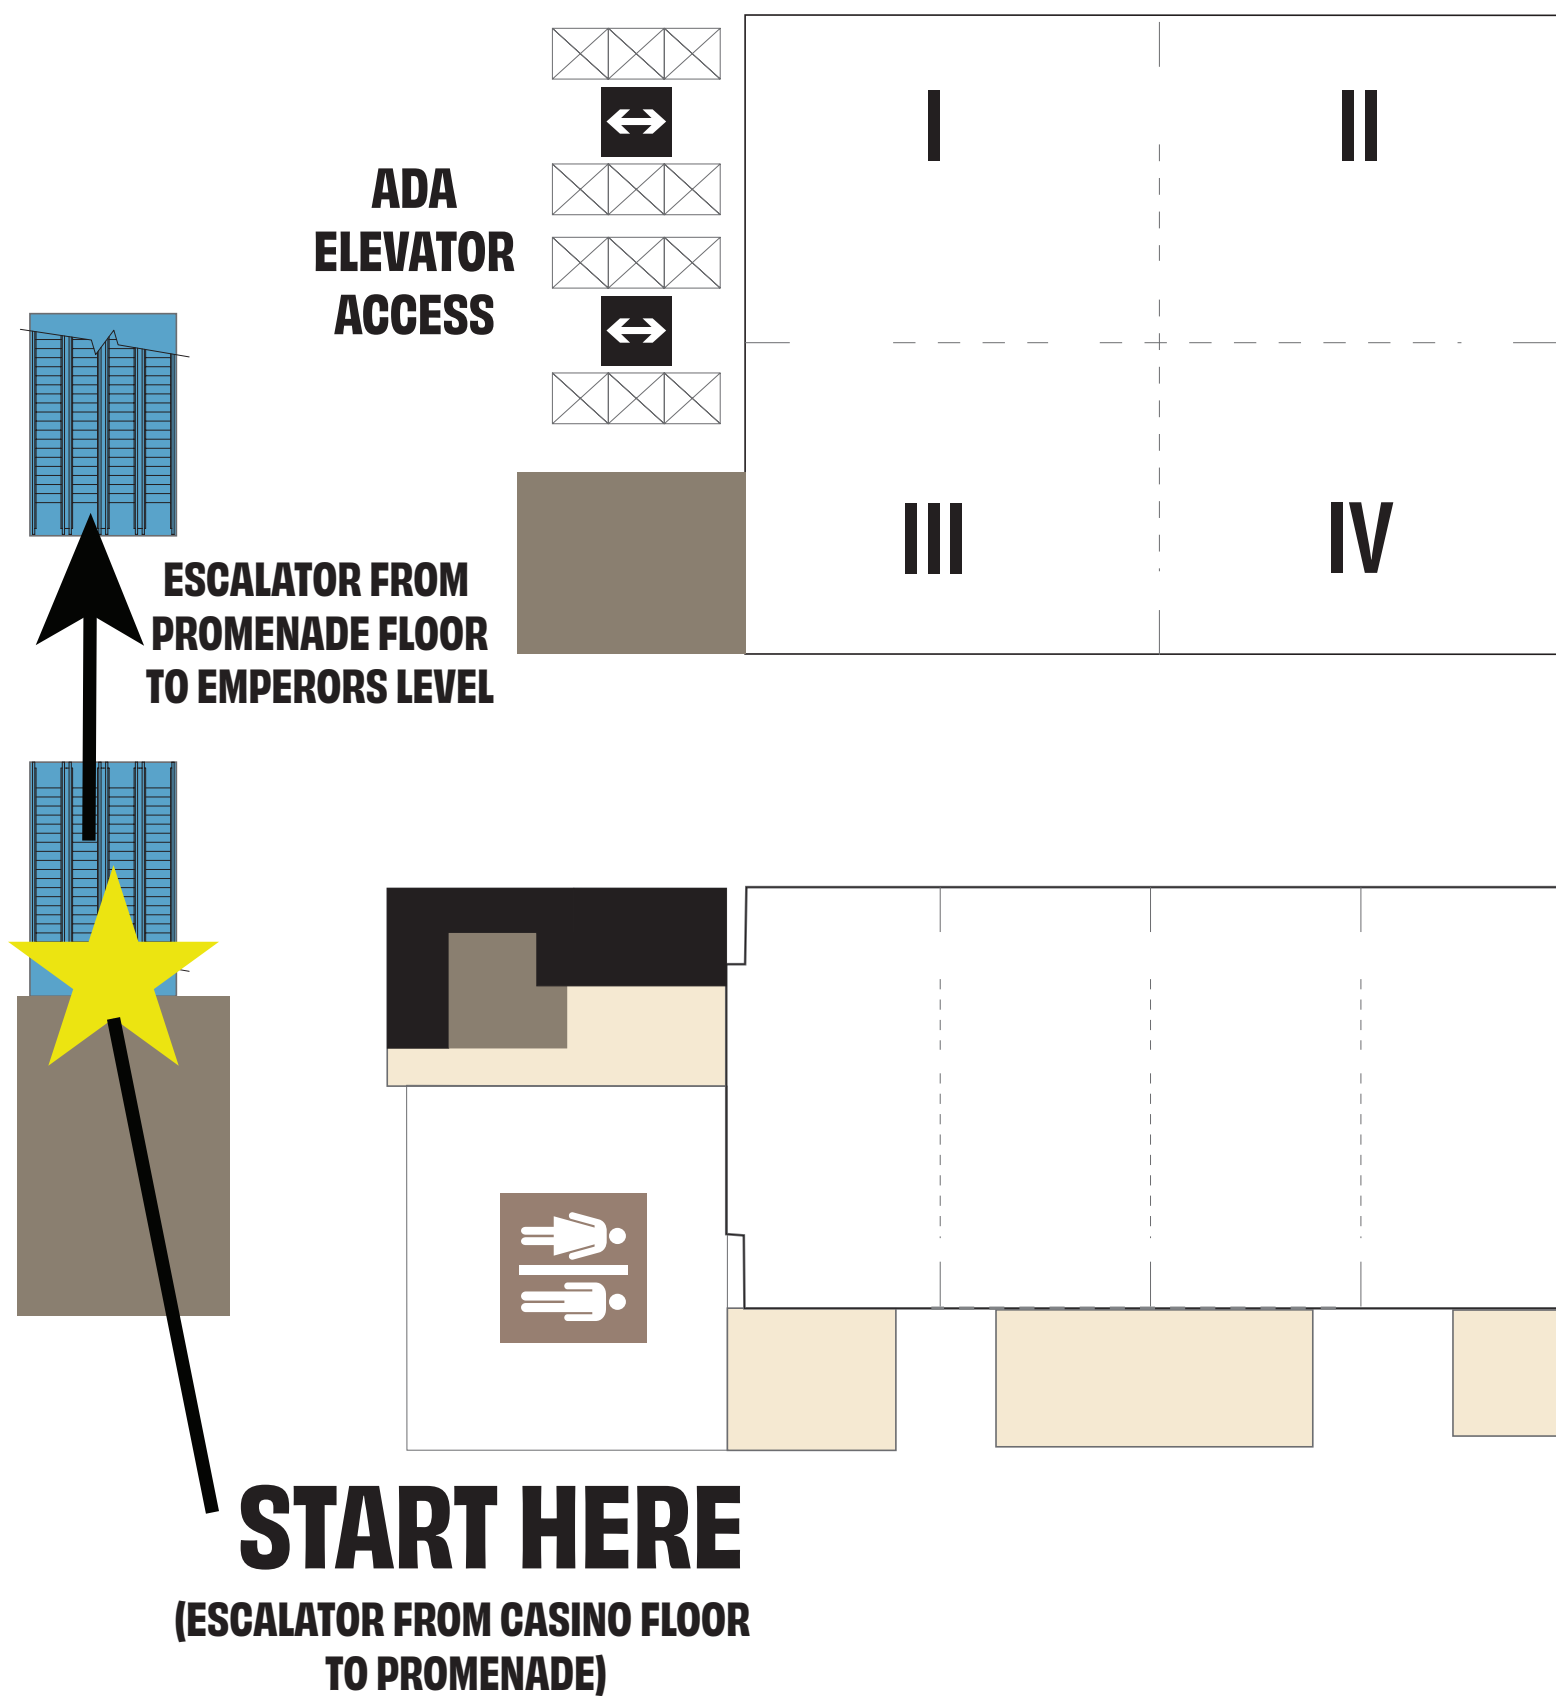 I
II
ADA
ELEVATOR
ACCESS
III
IV
ESCALATOR FROM
PROMENADE FLOOR
TO EMPERORS LEVEL
START HERE
(ESCALATOR FROM CASINO FLOOR
TO PROMENADE)